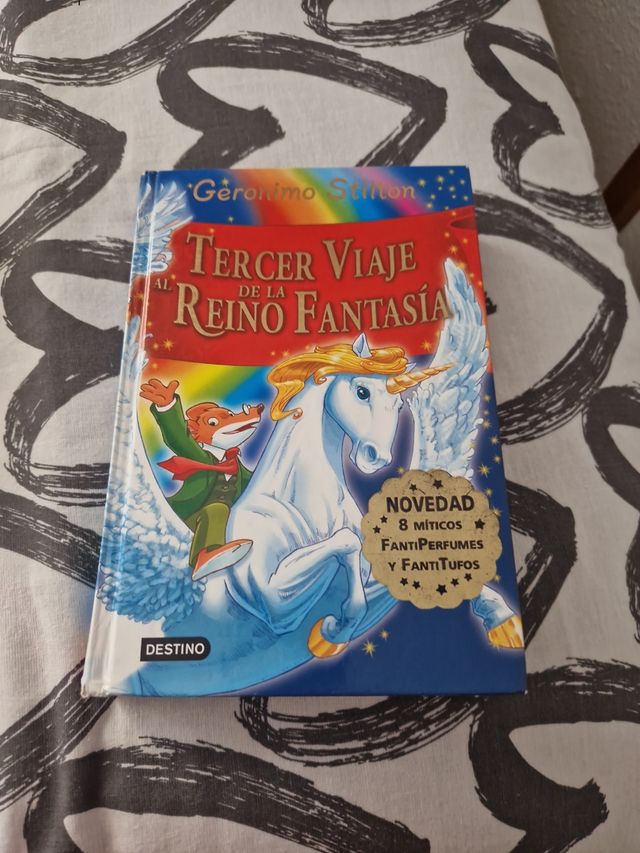 Geronimo Stilton
TERCER VIAJE
AL REINO DE LA FANTASÍA
NOVEDAD
8 MÍTICOS
FANTIPERFUMES
Y FANTITUFOS
DESTINO